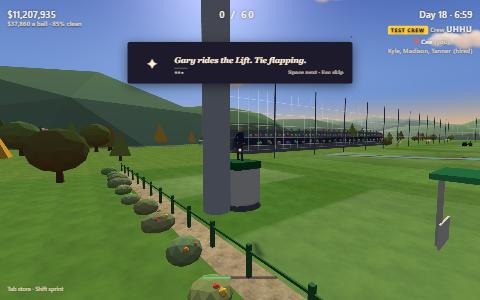 $11,207,935
$37,860 a ball · 85% clean
0 / 60
Day 18 - 6:59
TEST CREW Crew UHHU
Kyle, Madison, Tanner (hired)
Gary rides the Lift. Tie flapping.
Space next · Esc skip
Tab store · Shift sprint